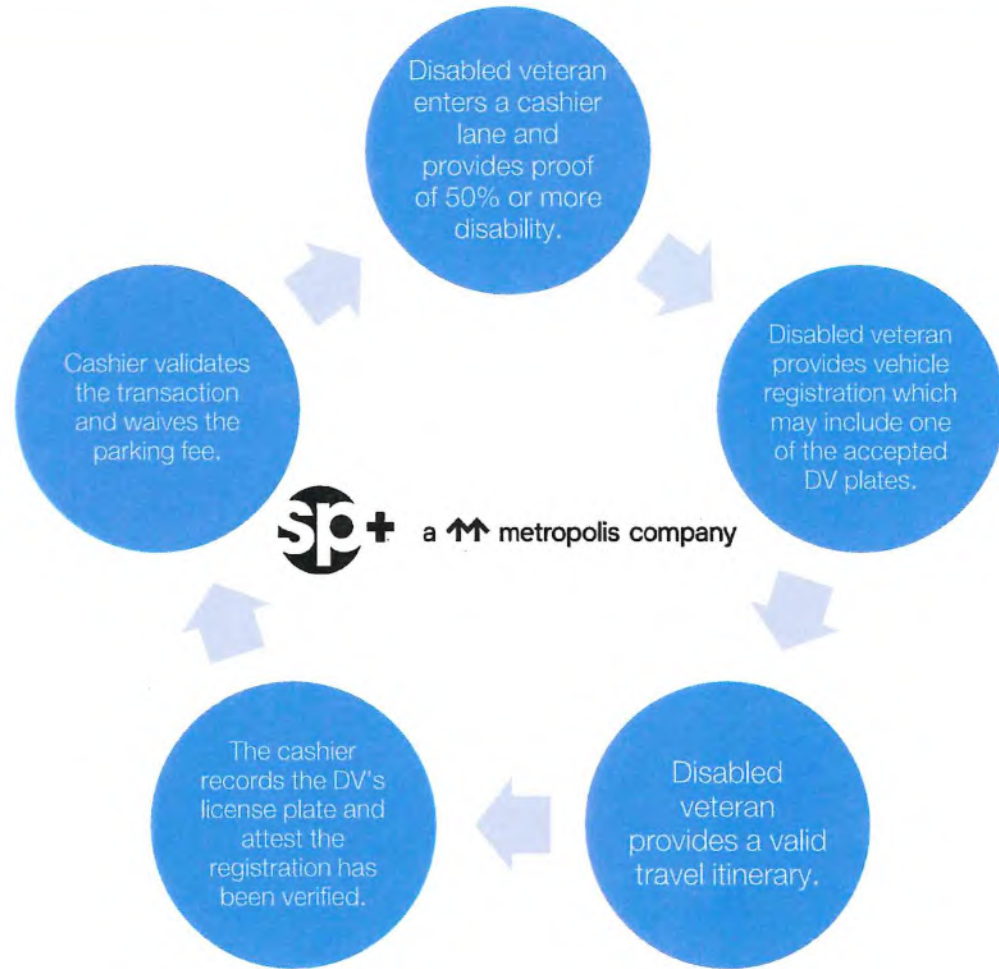 Disabled veteran
enters a cashier
lane and
provides proof
of 50% or more
disability.
Disabled veteran
provides vehicle
registration which
may include one
of the accepted
DV plates.
Disabled
veteran
provides a valid
travel itinerary.
The cashier
records the DV's
license plate and
attest the
registration has
been verified.
Cashier validates
the transaction
and waives the
parking fee.
sp+ a metropolis company